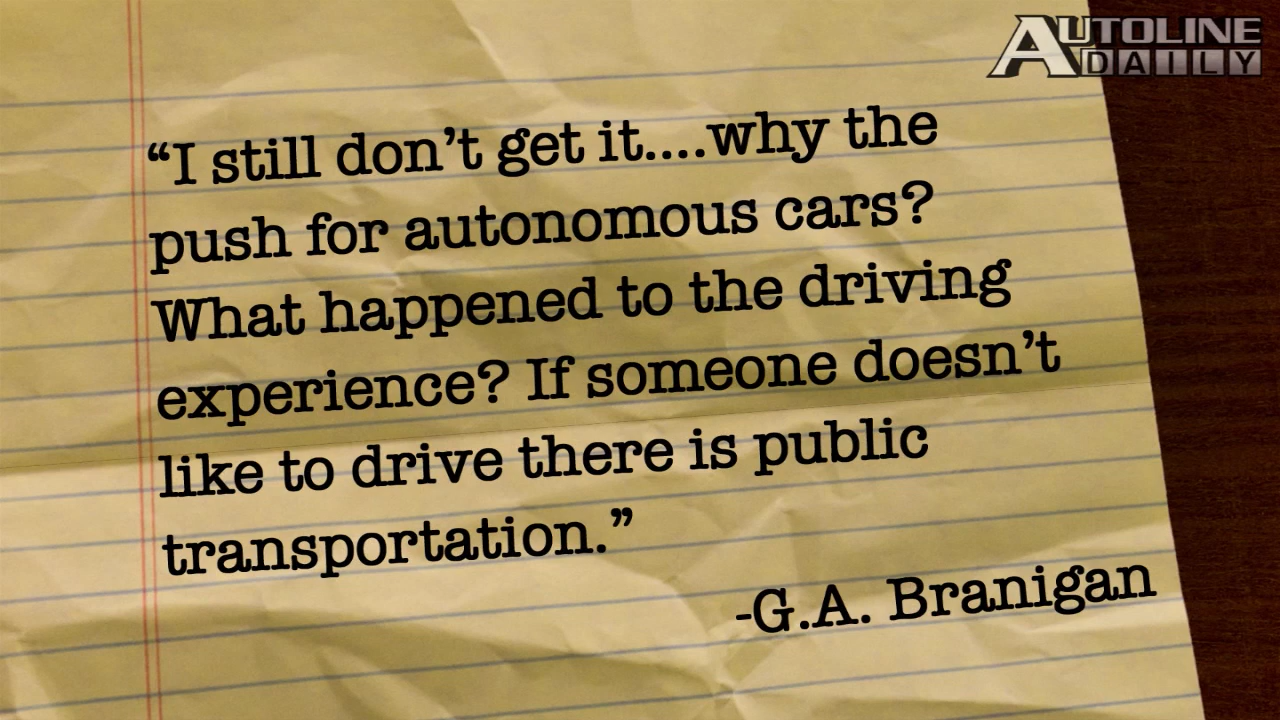 AUTOLINE
DAILY
“I still don’t get it....why the
push for autonomous cars?
What happened to the driving
experience? If someone doesn’t
like to drive there is public
transportation.”
-G.A. Branigan